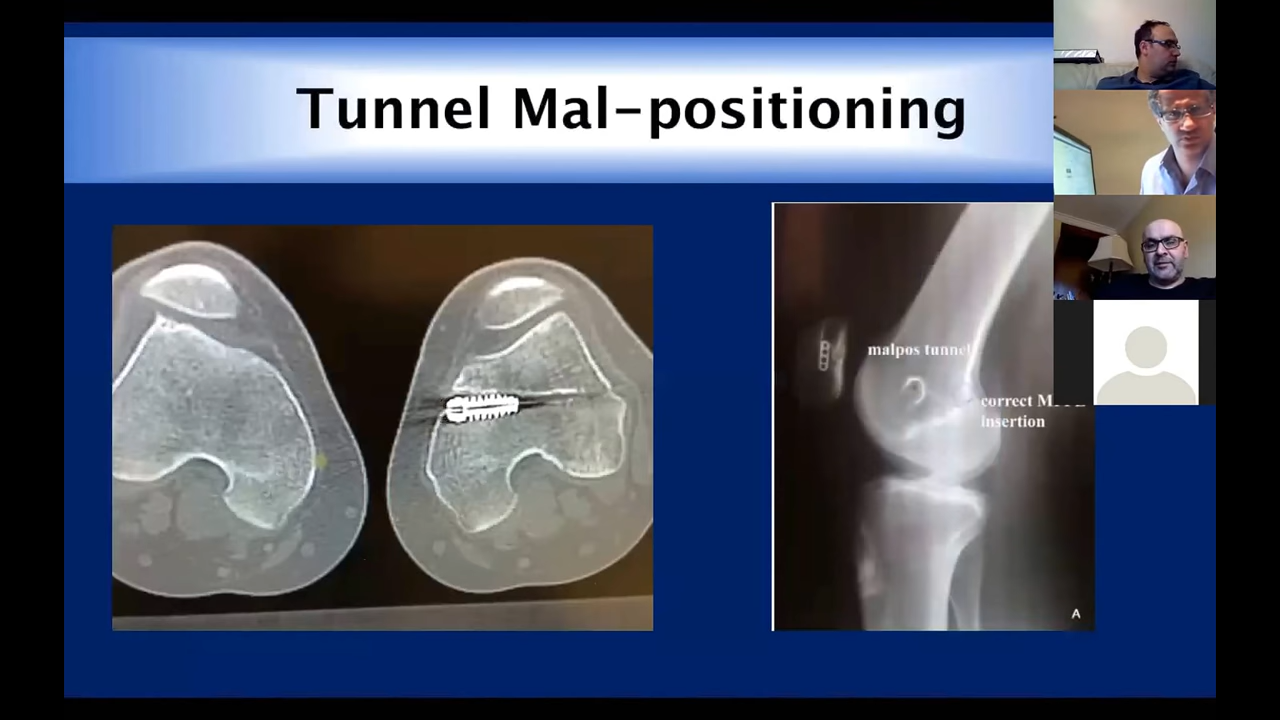 Tunnel Mal-positioning
malpos tunnel
correct
insertion
A